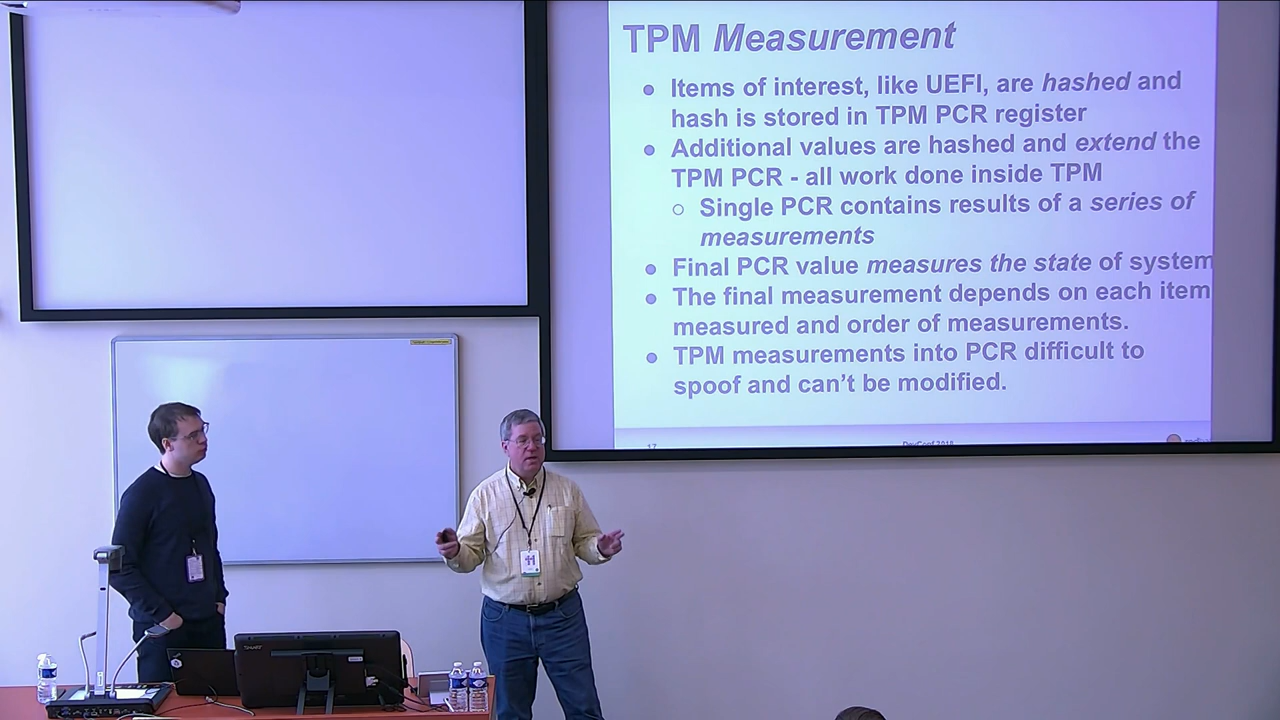 TPM Measurement
● Items of interest, like UEFI, are hashed and
hash is stored in TPM PCR register
● Additional values are hashed and extend the
TPM PCR - all work done inside TPM
○ Single PCR contains results of a series of
measurements
● Final PCR value measures the state of system
● The final measurement depends on each item
measured and order of measurements.
● TPM measurements into PCR difficult to
spoof and can't be modified.
17